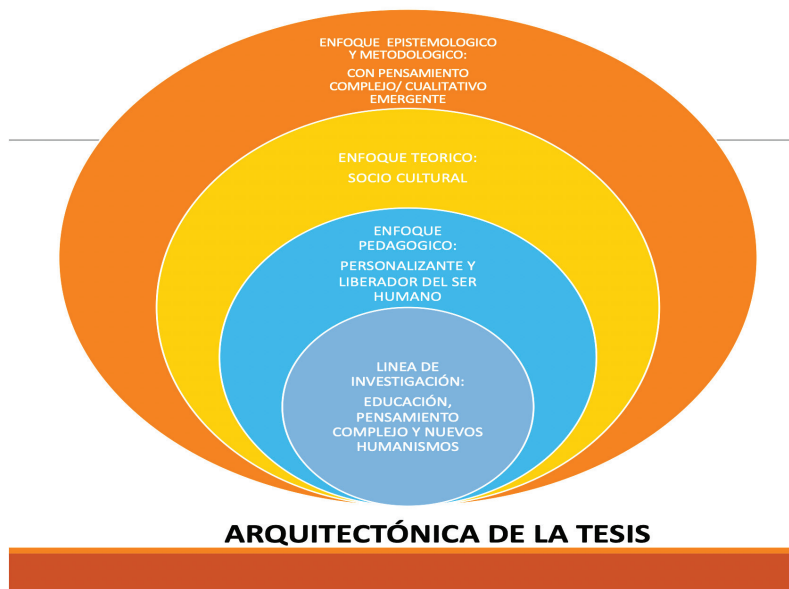 ENFOQUE EPISTEMOLOGICO
Y METODOLOGICO:
CON PENSAMIENTO
COMPLEJO/ CUALITATIVO
EMERGENTE
ENFOQUE TEORICO:
SOCIO CULTURAL
ENFOQUE
PEDAGOGICO:
PERSONALIZANTE Y
LIBERADOR DEL SER
HUMANO
LINEA DE
INVESTIGACIÓN:
EDUCACIÓN,
PENSAMIENTO
COMPLEJO Y NUEVOS
HUMANISMOS
ARQUITECTÓNICA DE LA TESIS